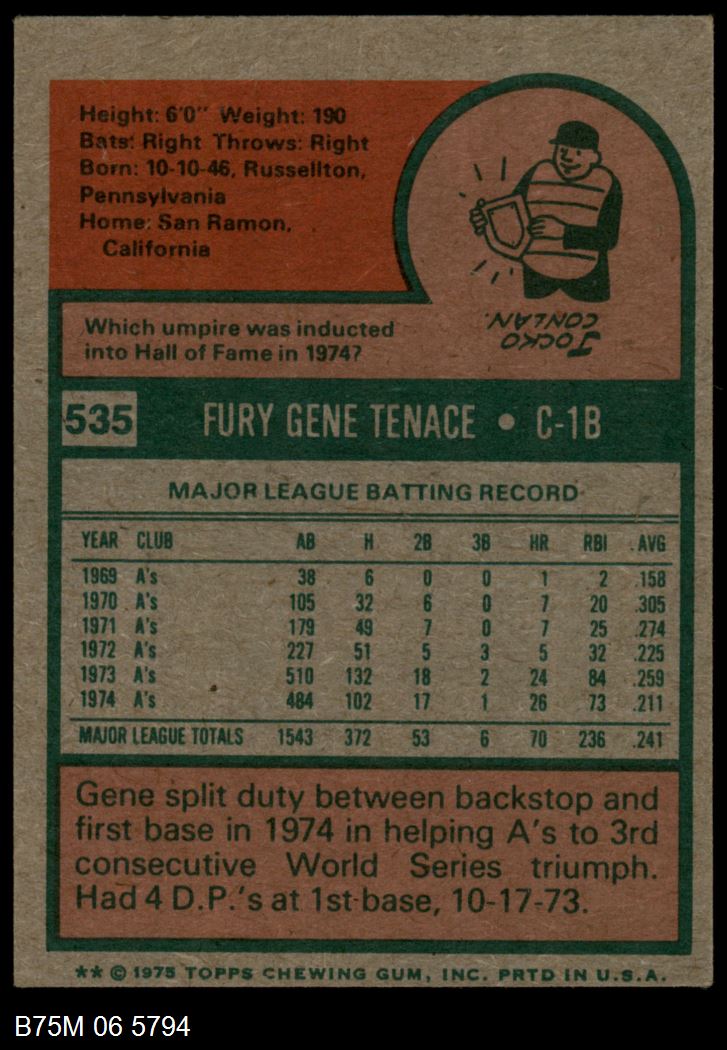 Height: 6'0" Weight: 190
Bats: Right Throws: Right
Born: 10-10-46, Russellton,
Pennsylvania
Home: San Ramon,
California
Which umpire was inducted
into Hall of Fame in 1974?
JOCKO
CONLAN.
535 FURY GENE TENACE • C-1B
MAJOR LEAGUE BATTING RECORD
YEAR CLUB AB H 2B 3B HR RBI AVG
1969 A's 38 6 0 0 1 2 .158
1970 A's 105 32 6 0 7 20 .305
1971 A's 179 49 7 0 7 25 .274
1972 A's 227 51 5 3 5 32 .225
1973 A's 510 132 18 2 24 84 .259
1974 A's 484 102 17 1 26 73 .211
MAJOR LEAGUE TOTALS 1543 372 53 6 70 236 .241
Gene split duty between backstop and
first base in 1974 in helping A's to 3rd
consecutive World Series triumph.
Had 4 D.P.'s at 1st base, 10-17-73.
** © 1975 TOPPS CHEWING GUM, INC. PRTD IN U.S.A.
B75M 06 5794